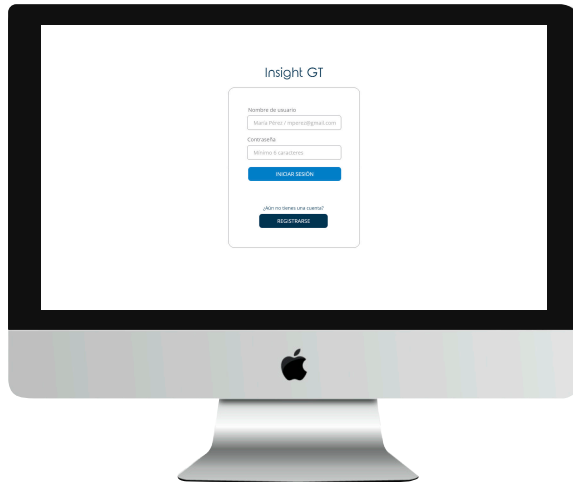 Insight GT
Nombre de usuario
María Pérez / mperez@gmail.com
Contraseña
Mínimo 6 caracteres
INICIAR SESIÓN
¿Aún no tienes una cuenta?
REGISTRARSE